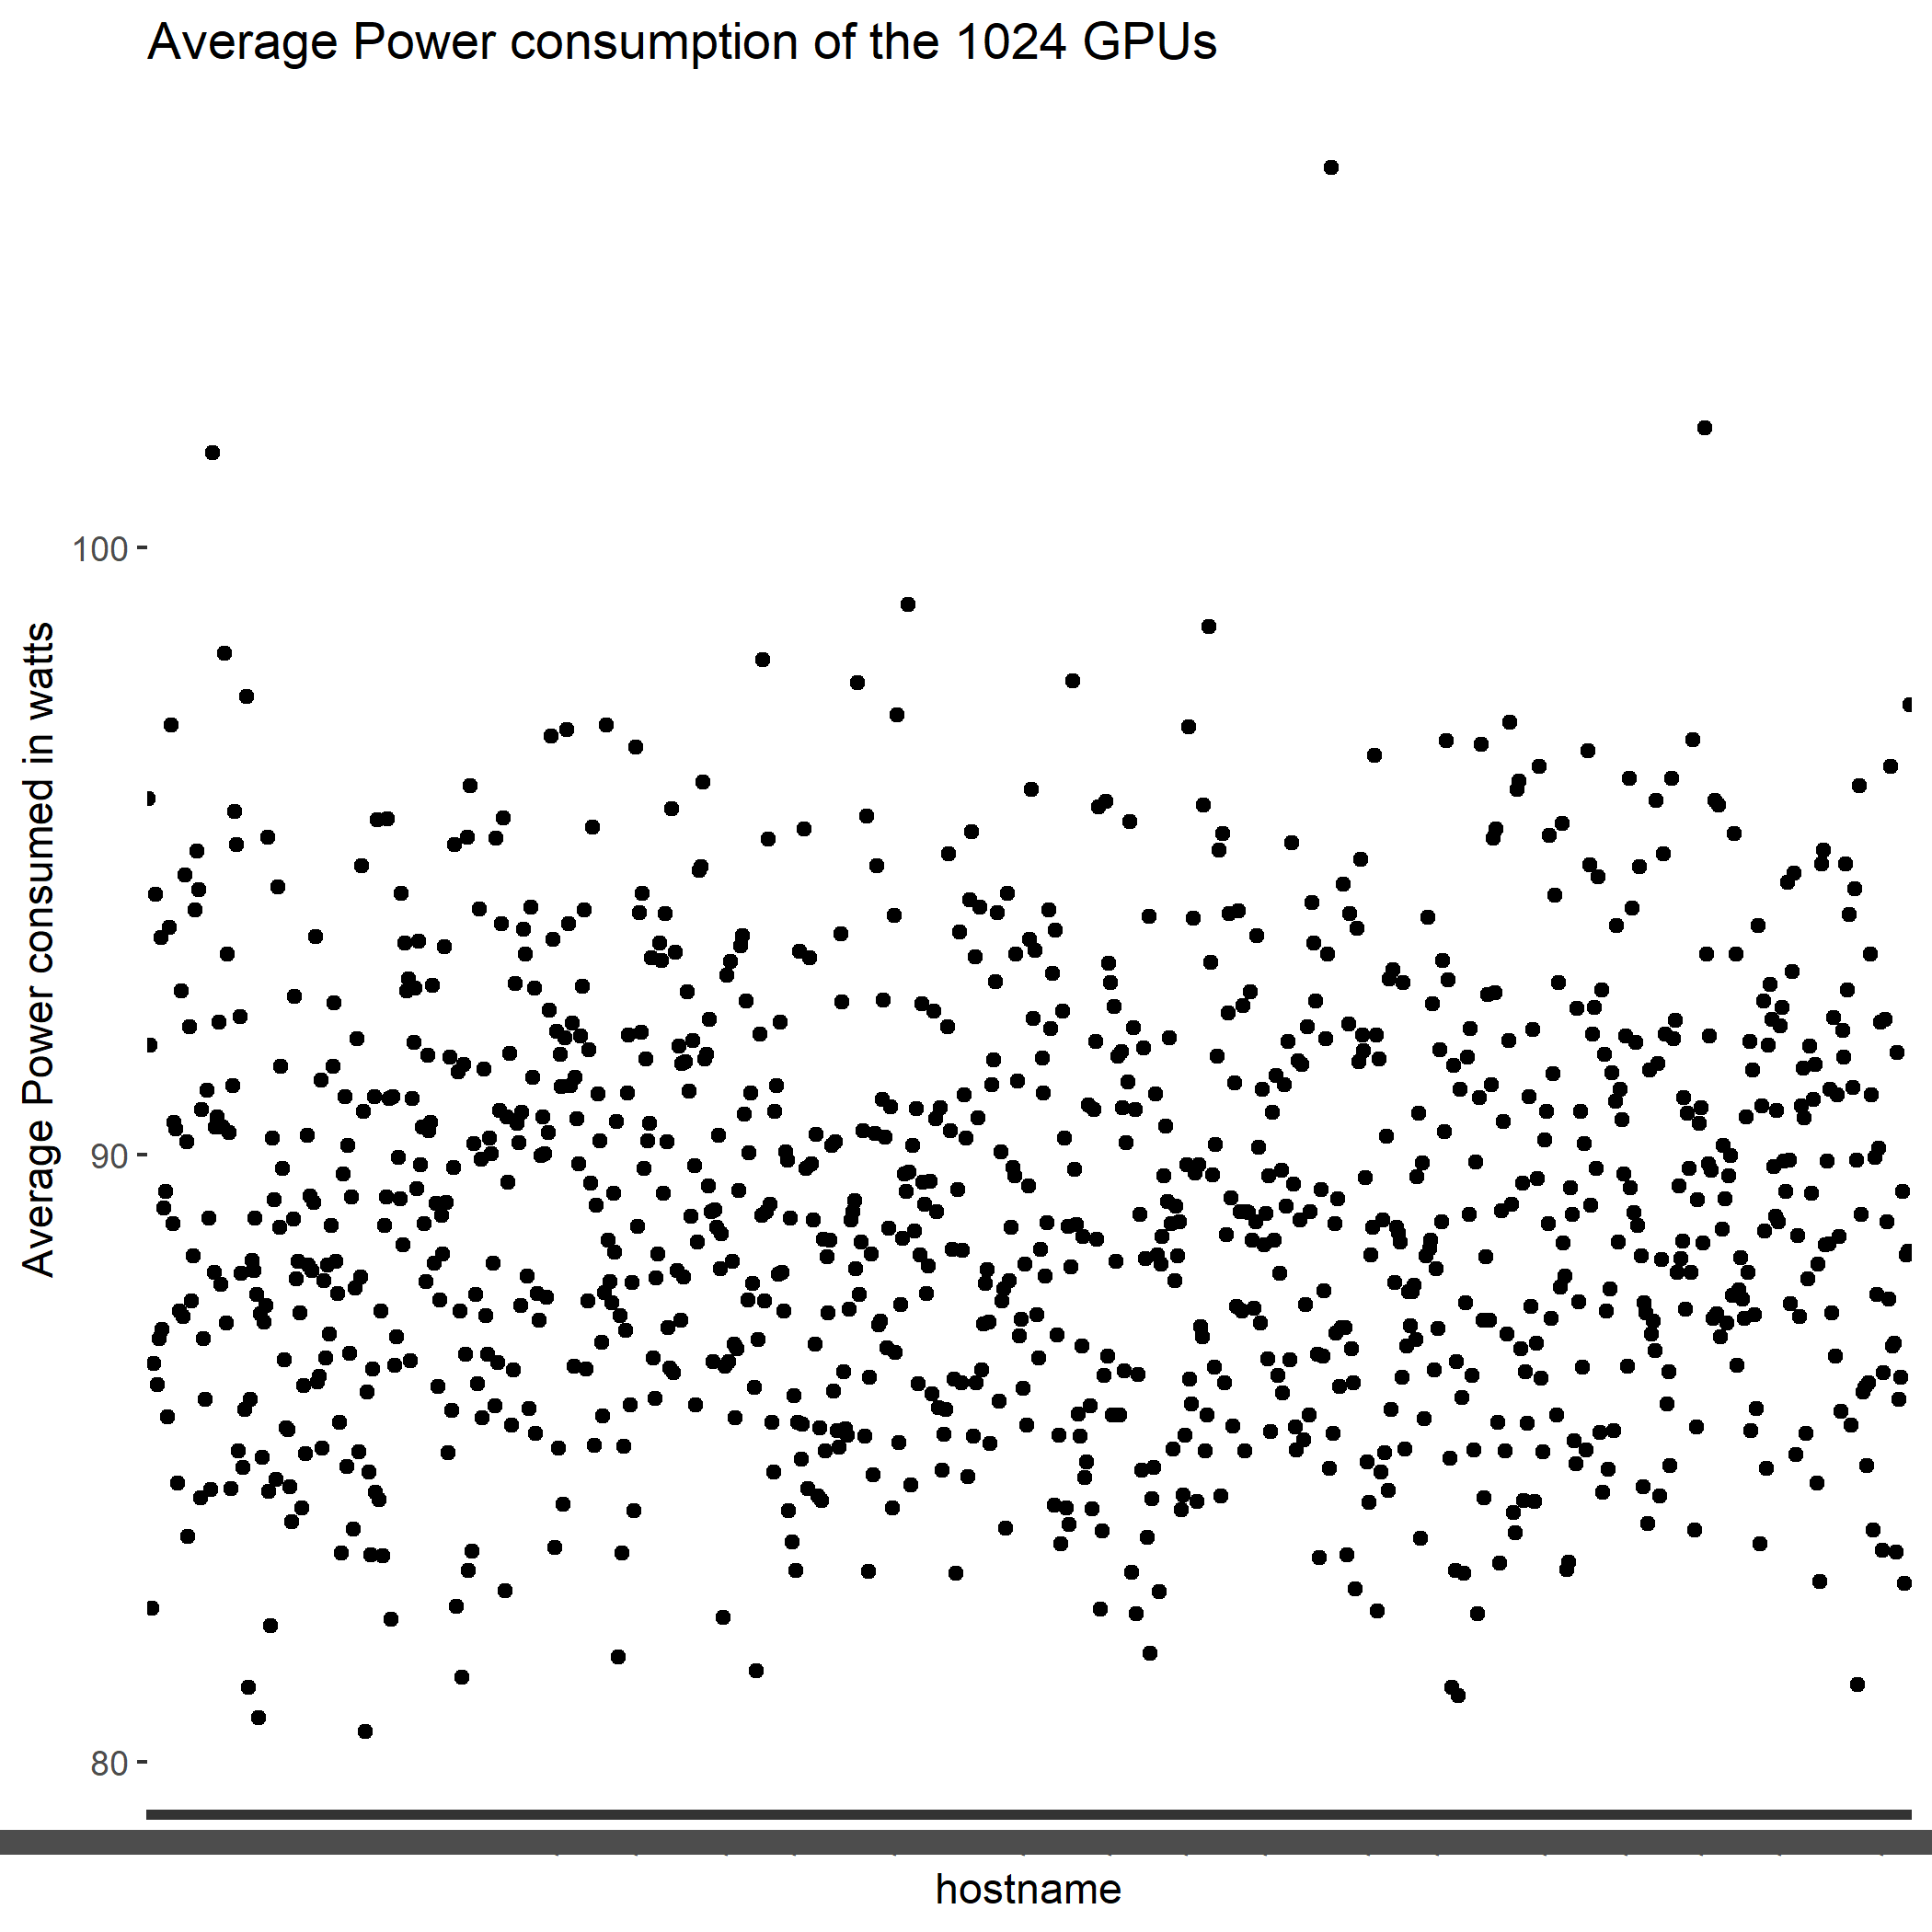 Average Power consumption of the 1024 GPUs
Average Power consumed in watts
100
90
80
hostname